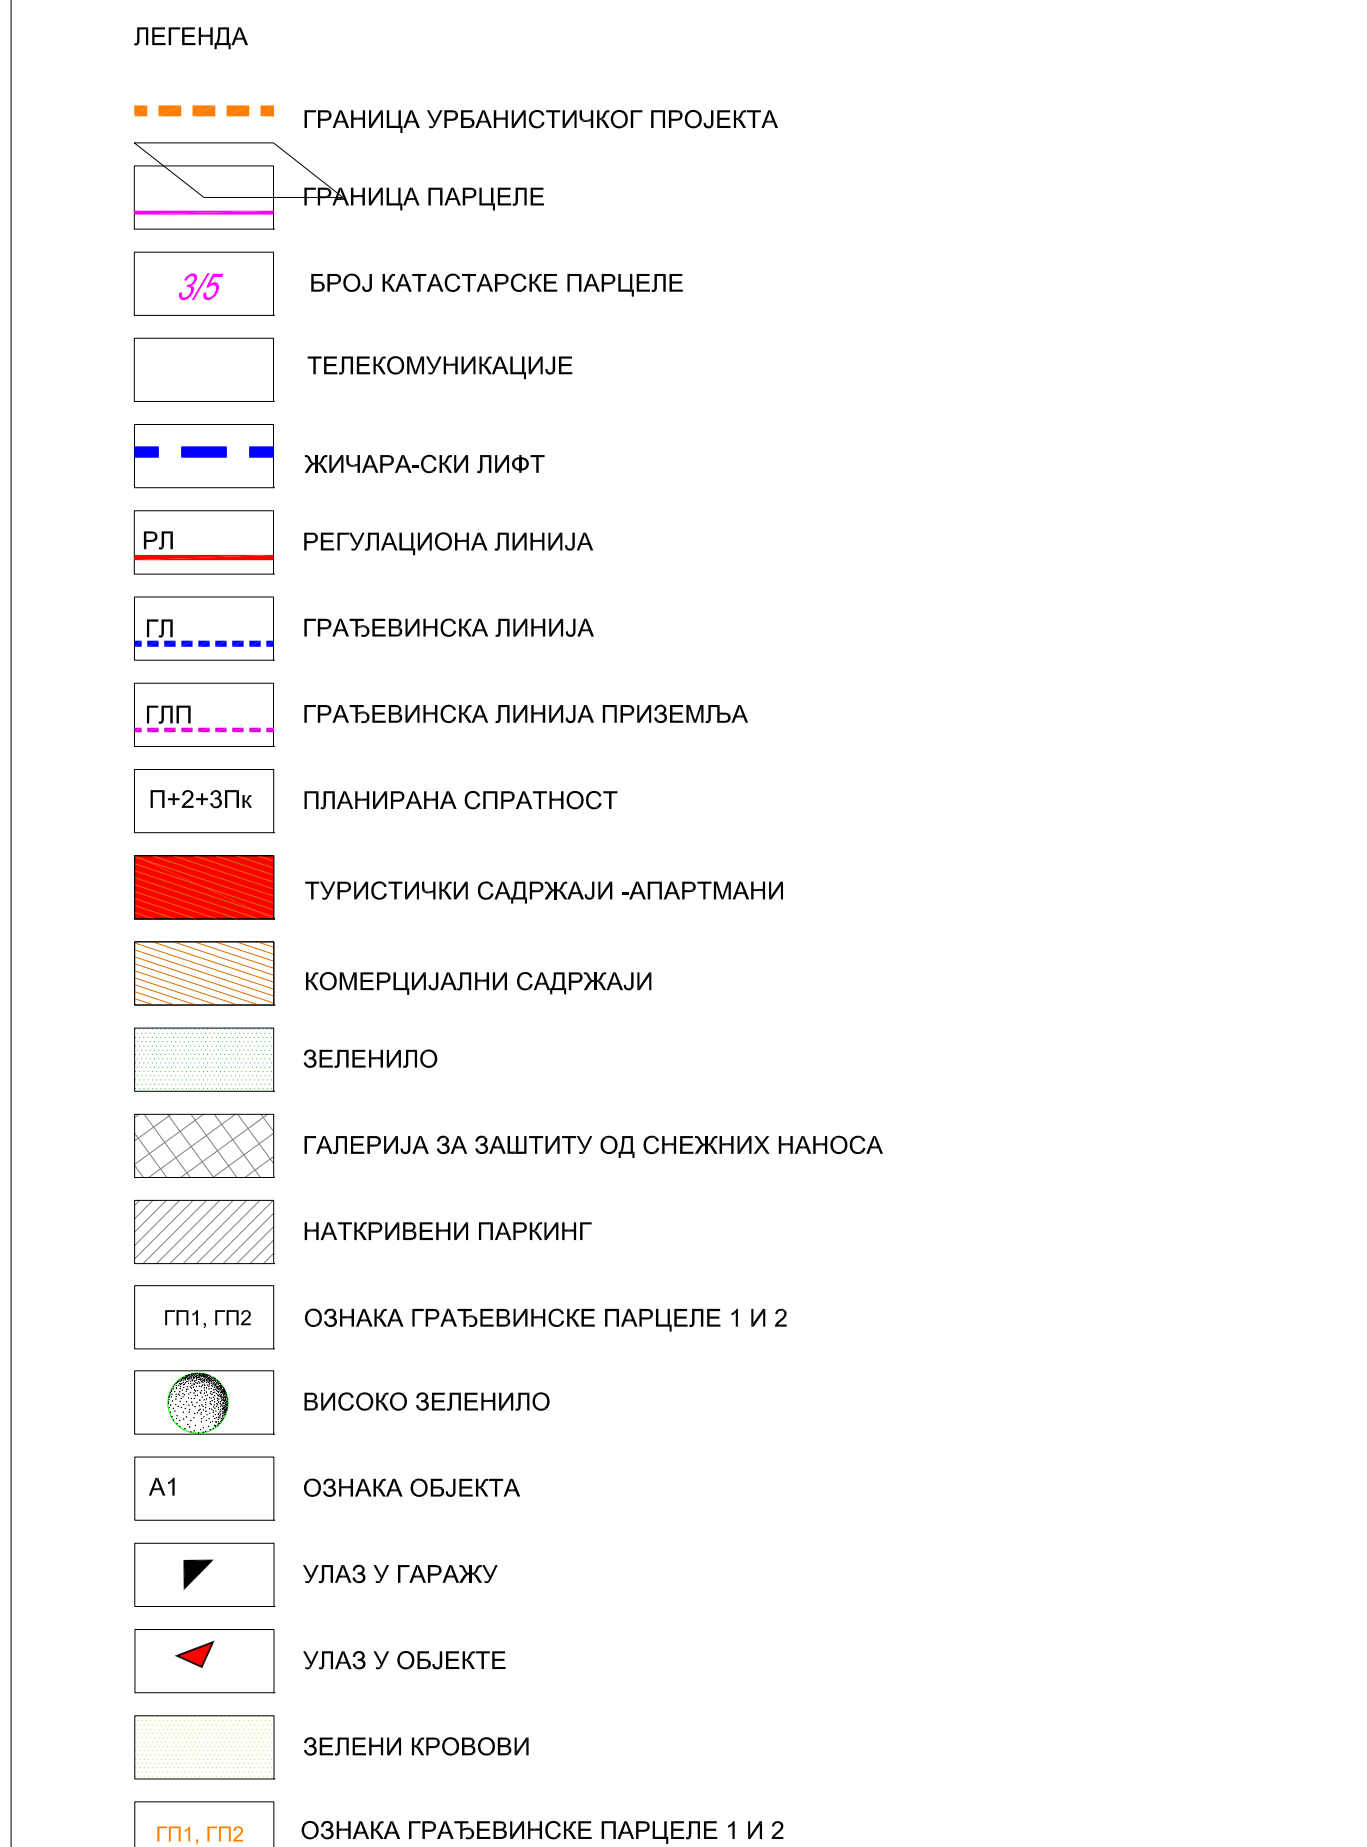 ЛЕГЕНДА
ГРАНИЦА УРБАНИСТИЧКОГ ПРОЈЕКТА
ГРАНИЦА ПАРЦЕЛЕ
3/5 БРОЈ КАТАСТАРСКЕ ПАРЦЕЛЕ
ТЕЛЕКОМУНИКАЦИЈЕ
ЖИЧАРА-СКИ ЛИФТ
РЛ РЕГУЛАЦИОНА ЛИНИЈА
ГЛ ГРАЂЕВИНСКА ЛИНИЈА
ГЛП ГРАЂЕВИНСКА ЛИНИЈА ПРИЗЕМЉА
П+2+3Пк ПЛАНИРАНА СПРАТНОСТ
ТУРИСТИЧКИ САДРЖАЈИ -АПАРТМАНИ
КОМЕРЦИЈАЛНИ САДРЖАЈИ
ЗЕЛЕНИЛО
ГАЛЕРИЈА ЗА ЗАШТИТУ ОД СНЕЖНИХ НАНОСА
НАТКРИВЕНИ ПАРКИНГ
ГП1, ГП2 ОЗНАКА ГРАЂЕВИНСКЕ ПАРЦЕЛЕ 1 И 2
ВИСОКО ЗЕЛЕНИЛО
А1 ОЗНАКА ОБЈЕКТА
УЛАЗ У ГАРАЖУ
УЛАЗ У ОБЈЕКТЕ
ЗЕЛЕНИ КРОВОВИ
ГП1, ГП2 ОЗНАКА ГРАЂЕВИНСКЕ ПАРЦЕЛЕ 1 И 2